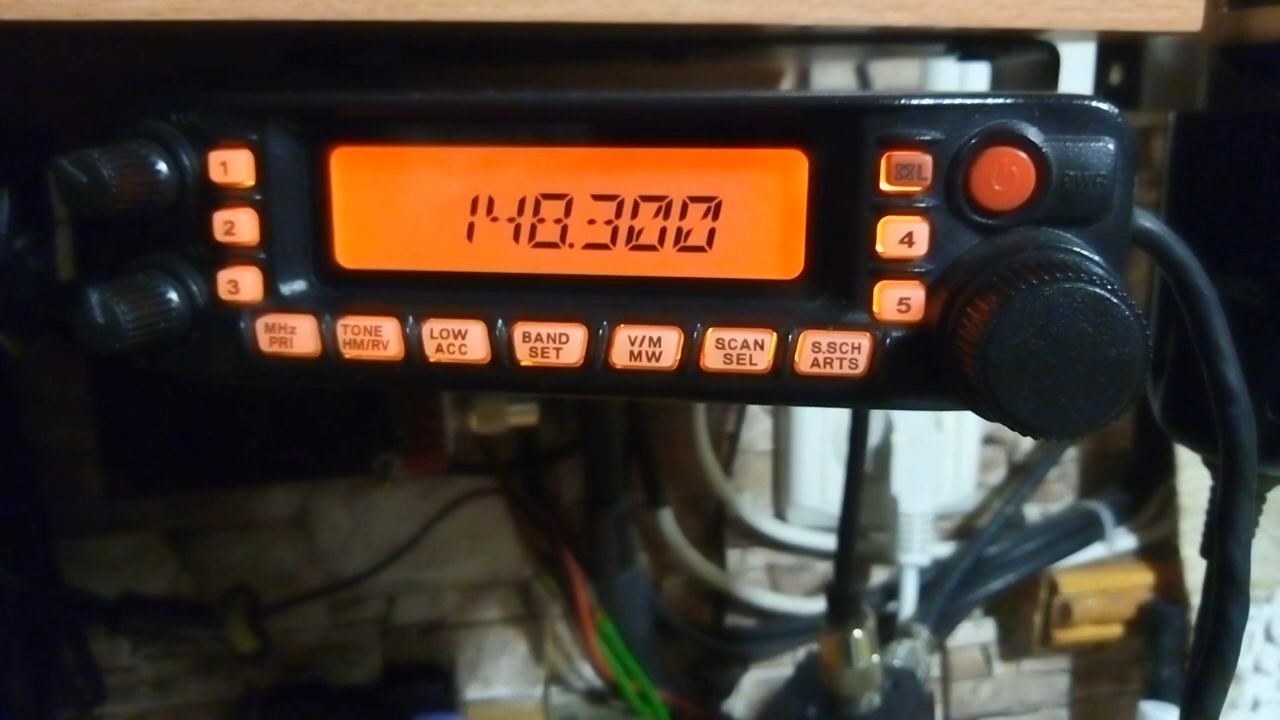 1
2
3
148.300
L
PWR
4
5
MHz
PRI
TONE
HM/RV
LOW
ACC
BAND
SET
V/M
MW
SCAN
SEL
S.SCH
ARTS